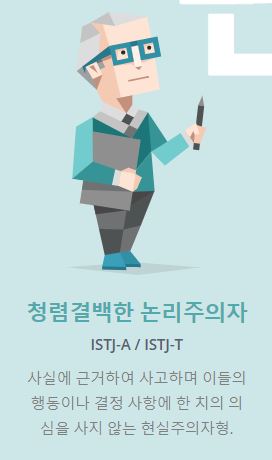 청렴결백한 논리주의자
ISTJ-A / ISTJ-T
사실에 근거하여 사고하며 이들의
행동이나 결정 사항에 한 치의 의
심을 사지 않는 현실주의자형.